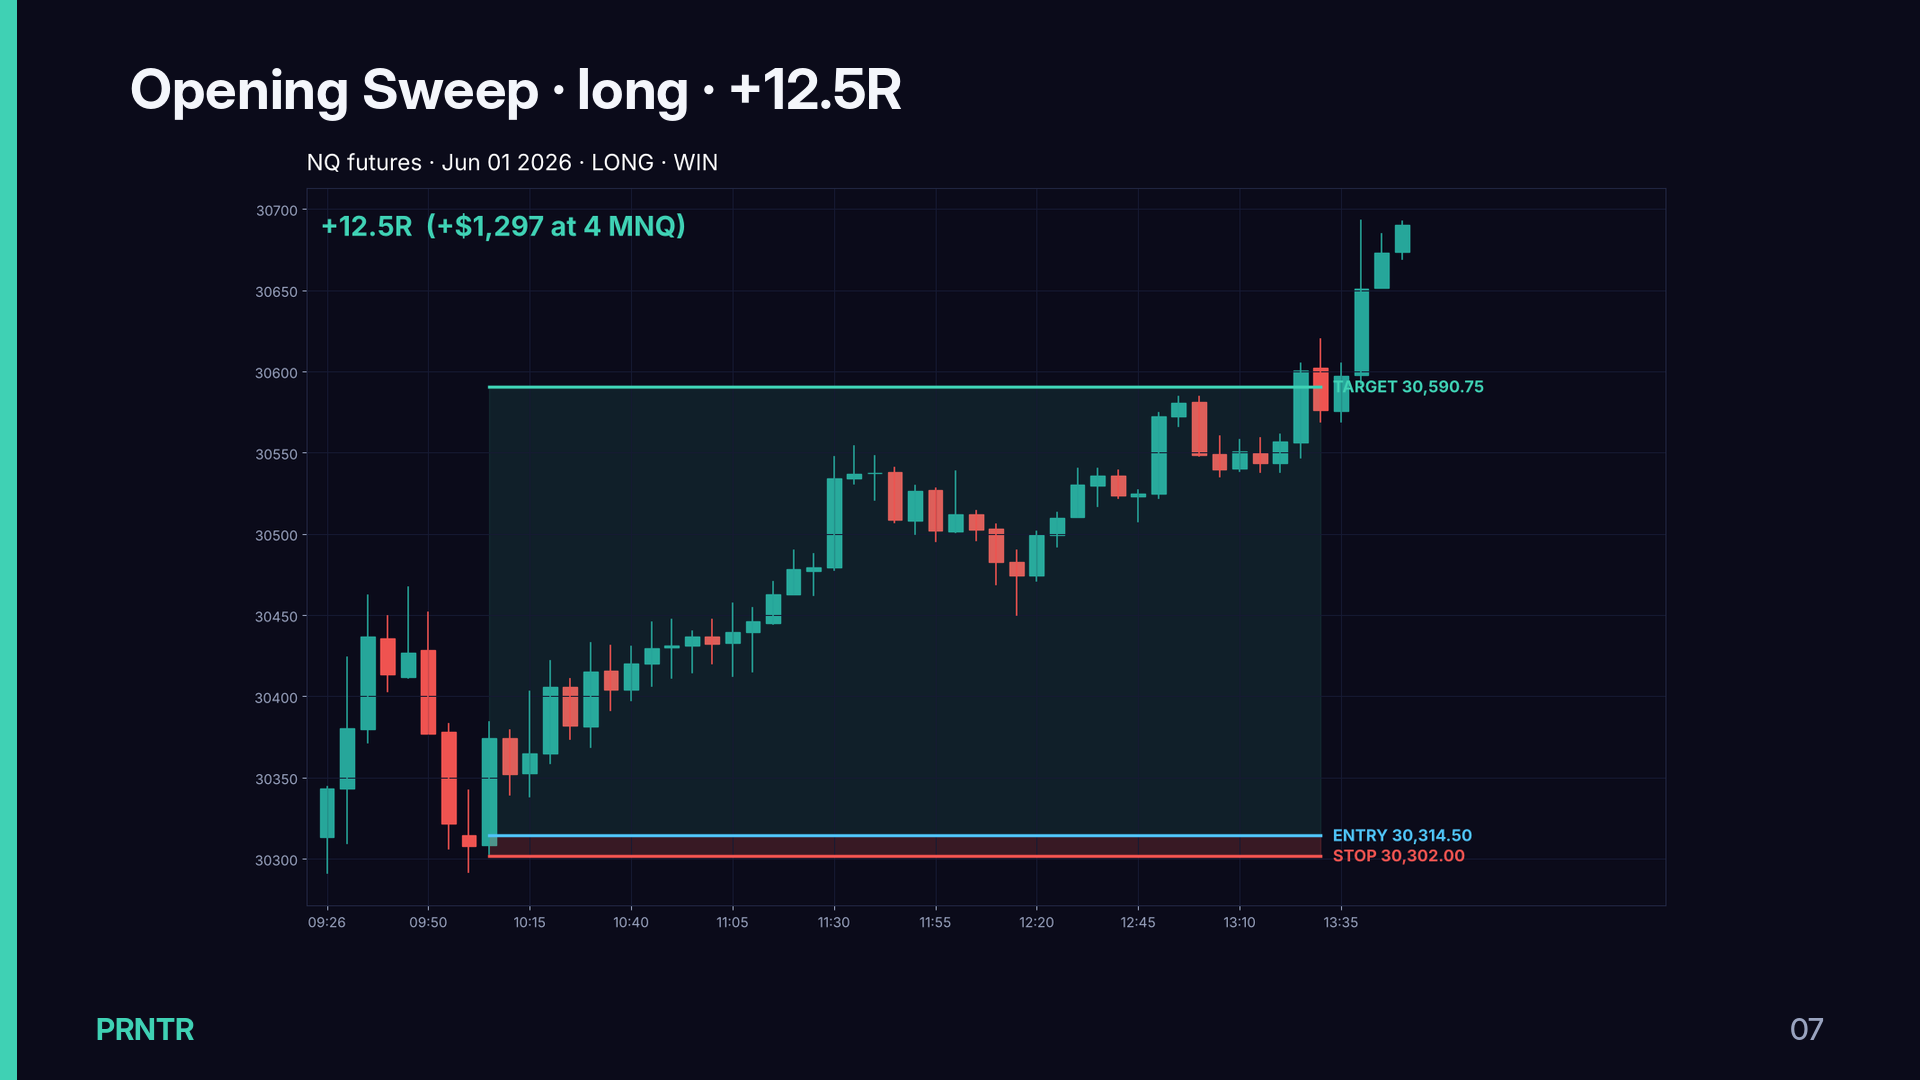 Opening Sweep · long · +12.5R
NQ futures · Jun 01 2026 · LONG · WIN
+12.5R (+$1,297 at 4 MNQ)
30700
30650
30600
30550
30500
30450
30400
30350
30300
TARGET 30,590.75
ENTRY 30,314.50
STOP 30,302.00
09:26 09:50 10:15 10:40 11:05 11:30 11:55 12:20 12:45 13:10 13:35
PRNTR
07